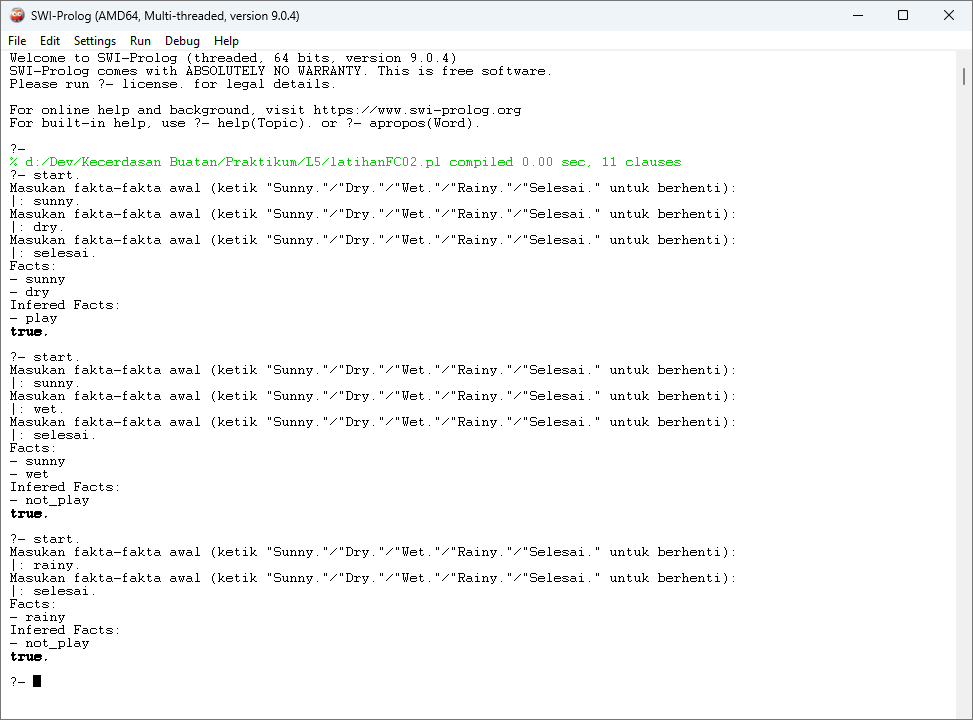 SWI-Prolog (AMD64, Multi-threaded, version 9.0.4)
File Edit Settings Run Debug Help
Welcome to SWI-Prolog (threaded, 64 bits, version 9.0.4)
SWI-Prolog comes with ABSOLUTELY NO WARRANTY. This is free software.
Please run ?- license. for legal details.

For online help and background, visit https://www.swi-prolog.org
For built-in help, use ?- help(Topic). or ?- apropos(Word).

?-
% d:/Dev/Kecerdasan Buatan/Praktikum/L5/latihanFC02.pl compiled 0.00 sec, 11 clauses
?- start.
Masukan fakta-fakta awal (ketik "Sunny."/"Dry."/"Wet."/"Rainy."/"Selesai." untuk berhenti):
|: sunny.
Masukan fakta-fakta awal (ketik "Sunny."/"Dry."/"Wet."/"Rainy."/"Selesai." untuk berhenti):
|: dry.
Masukan fakta-fakta awal (ketik "Sunny."/"Dry."/"Wet."/"Rainy."/"Selesai." untuk berhenti):
|: selesai.
Facts:
- sunny
- dry
Infered Facts:
- play
true.

?- start.
Masukan fakta-fakta awal (ketik "Sunny."/"Dry."/"Wet."/"Rainy."/"Selesai." untuk berhenti):
|: sunny.
Masukan fakta-fakta awal (ketik "Sunny."/"Dry."/"Wet."/"Rainy."/"Selesai." untuk berhenti):
|: wet.
Masukan fakta-fakta awal (ketik "Sunny."/"Dry."/"Wet."/"Rainy."/"Selesai." untuk berhenti):
|: selesai.
Facts:
- sunny
- wet
Infered Facts:
- not_play
true.

?- start.
Masukan fakta-fakta awal (ketik "Sunny."/"Dry."/"Wet."/"Rainy."/"Selesai." untuk berhenti):
|: rainy.
Masukan fakta-fakta awal (ketik "Sunny."/"Dry."/"Wet."/"Rainy."/"Selesai." untuk berhenti):
|: selesai.
Facts:
- rainy
Infered Facts:
- not_play
true.

?-